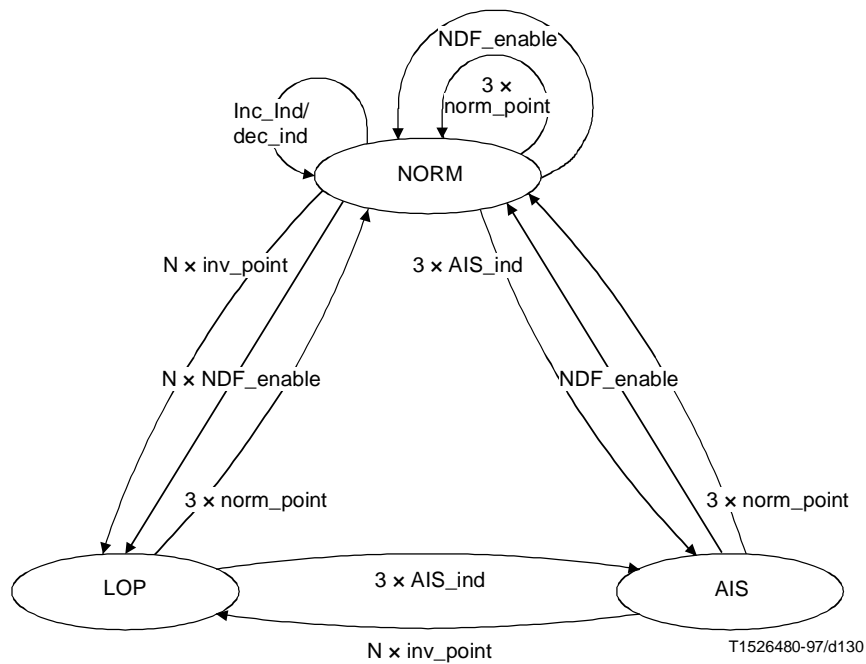 NDF_enable
3 ×
norm_point
Inc_Ind/
dec_ind
NORM
N × inv_point
3 × AIS_ind
N × NDF_enable
NDF_enable
3 × norm_point
3 × norm_point
LOP
3 × AIS_ind
AIS
N × inv_point
T1526480-97/d130